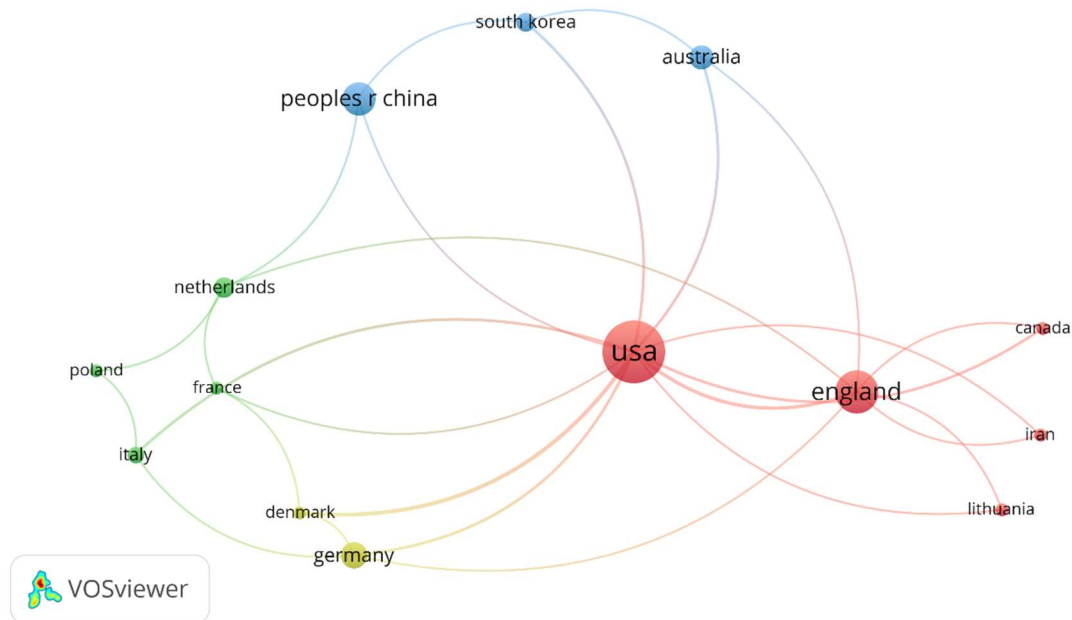 south korea
australia
peoples r china
netherlands
usa
canada
poland
france
england
iran
italy
denmark
lithuania
germany
VOSviewer